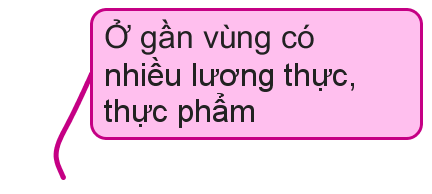 Ở gần vùng có
nhiều lương thực,
thực phẩm